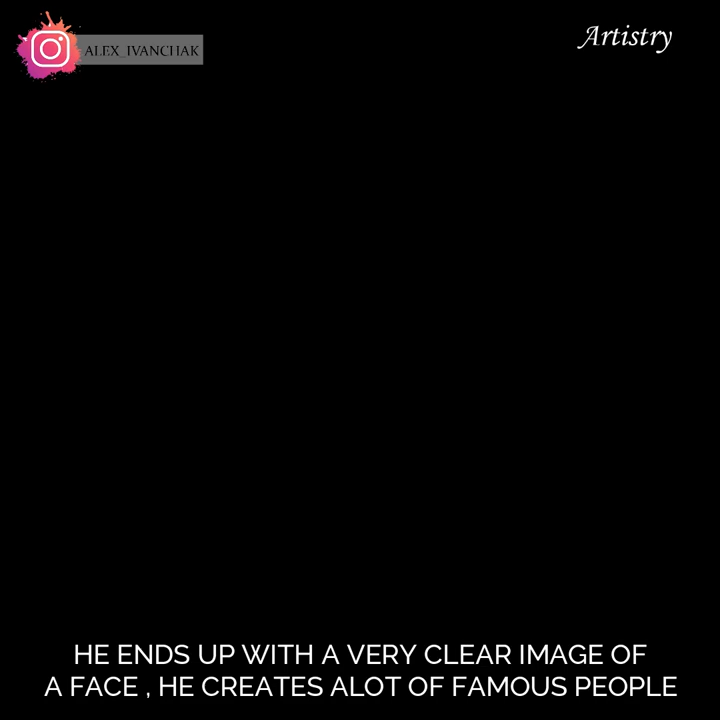 ALEX_IVANCHAK
Artistry
HE ENDS UP WITH A VERY CLEAR IMAGE OF
A FACE , HE CREATES ALOT OF FAMOUS PEOPLE